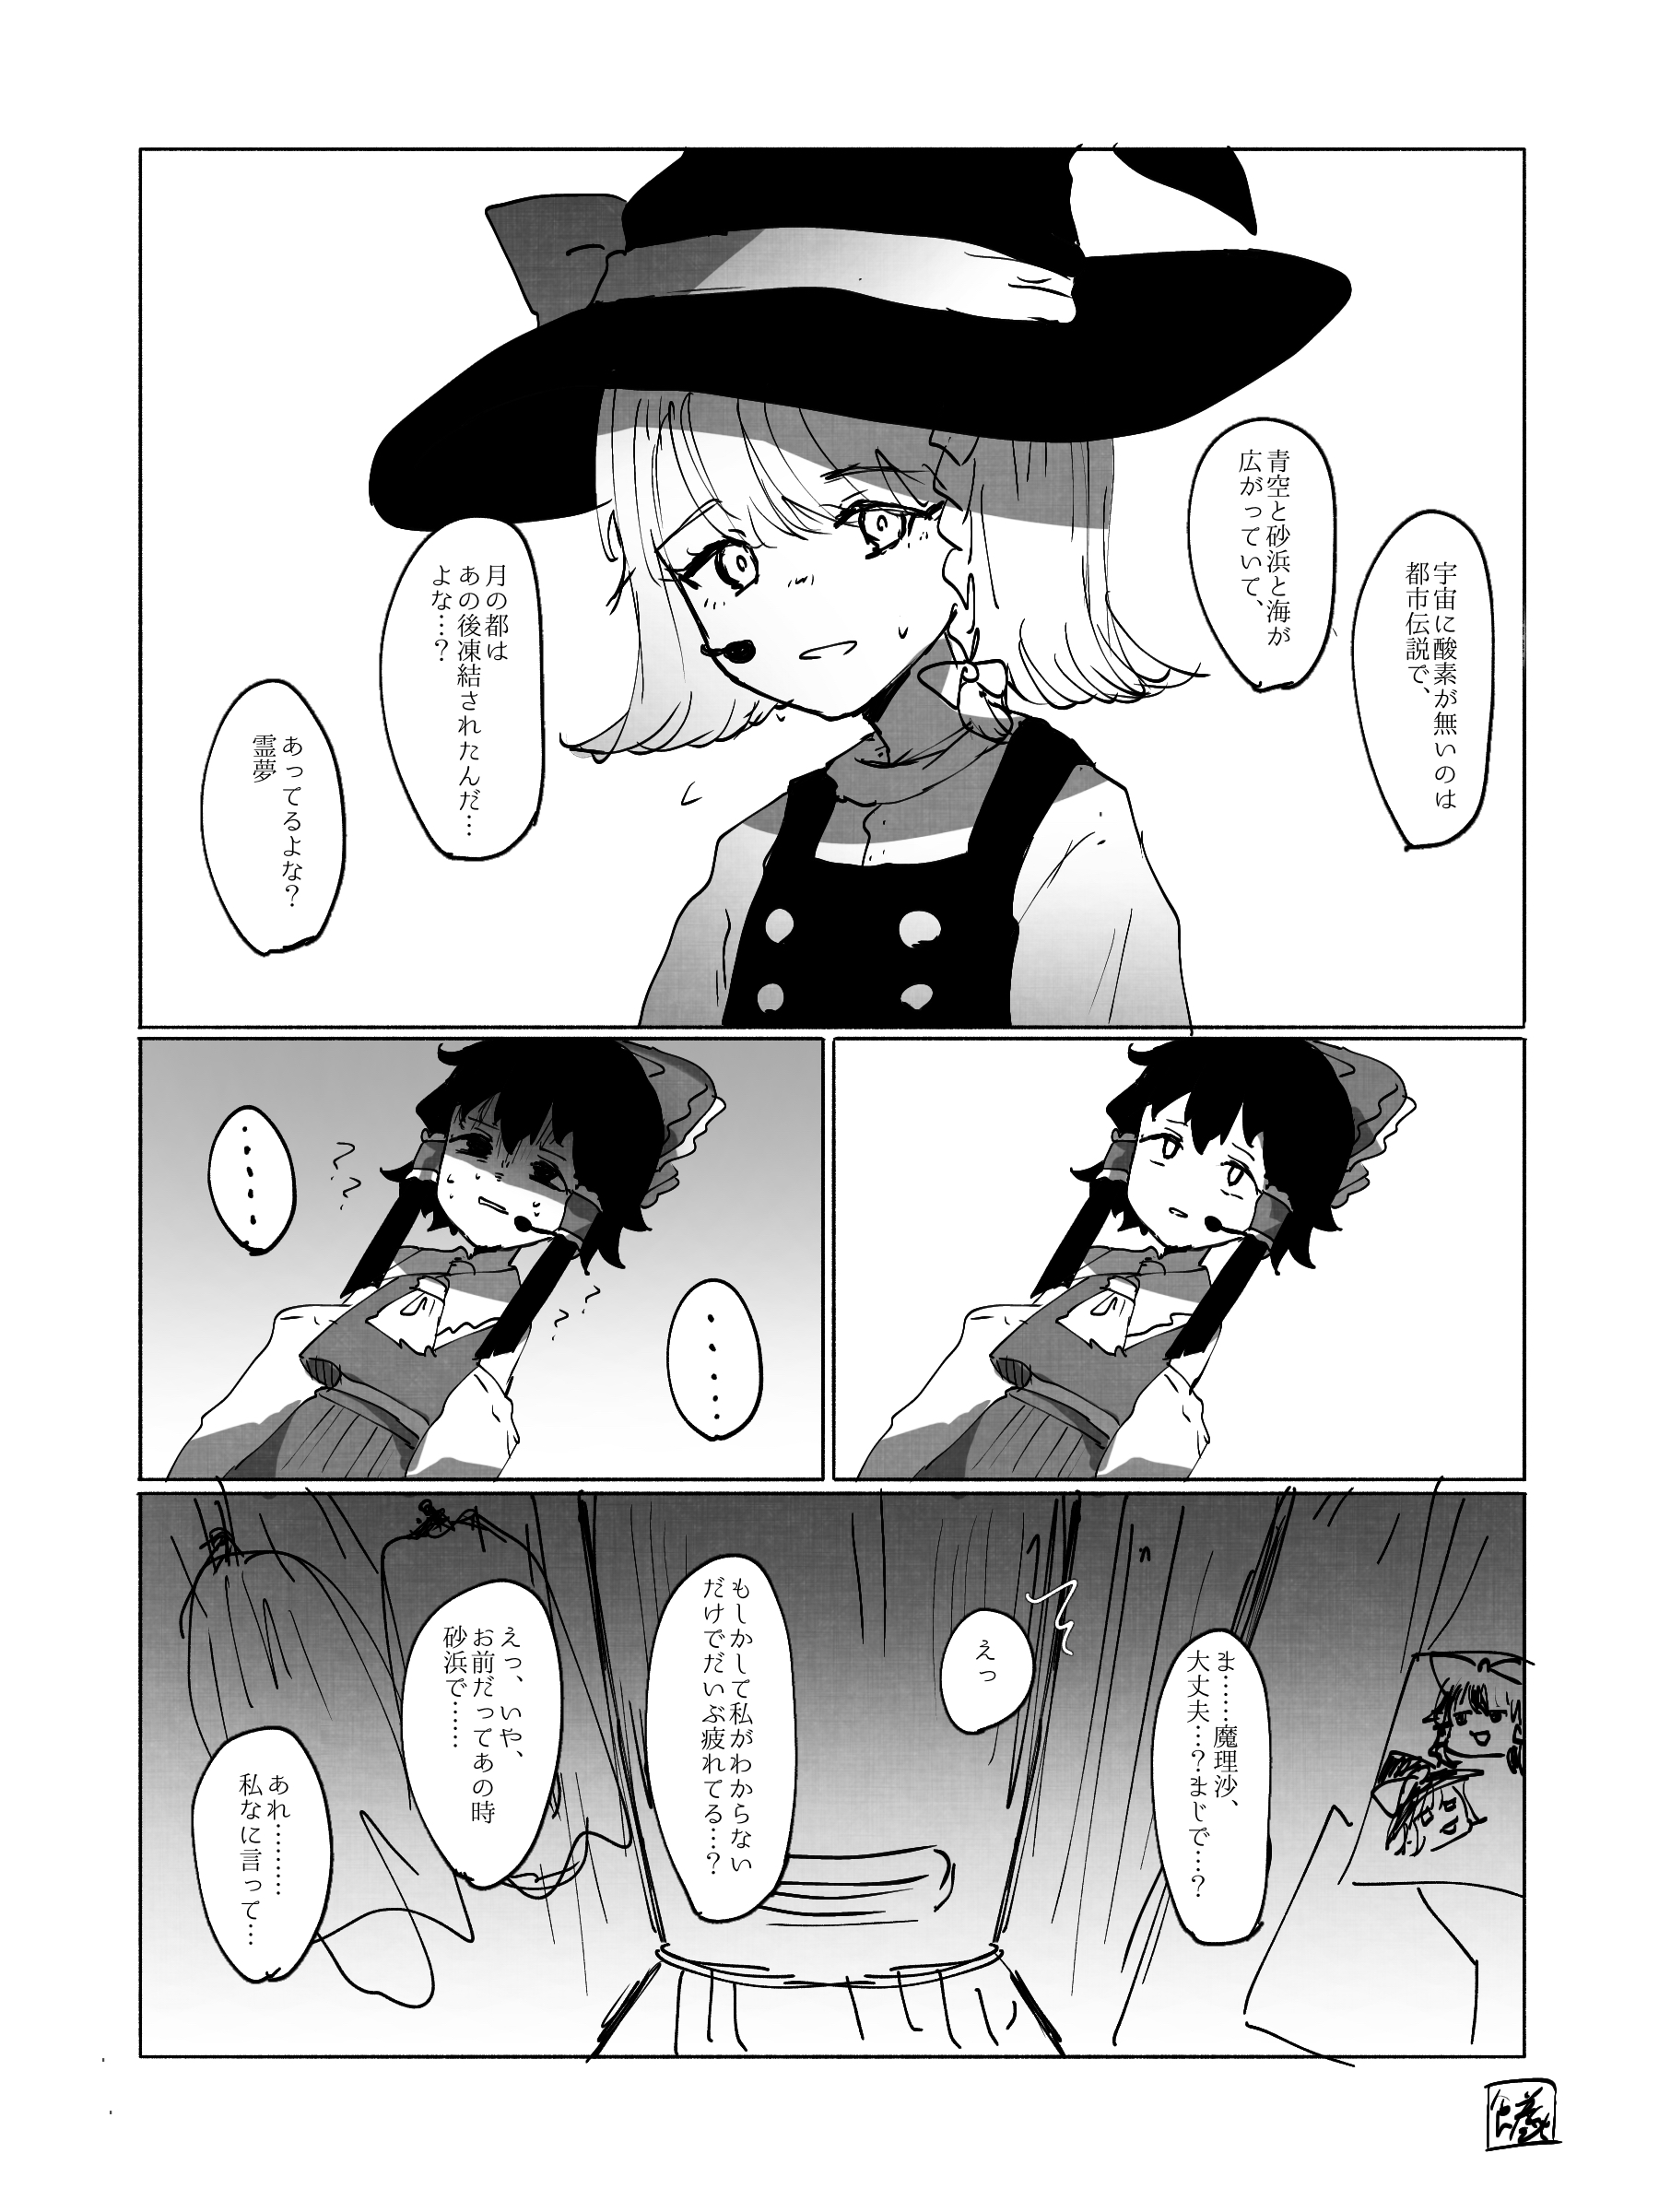 宇宙に酸素が無いのは
都市伝説で、
青空と砂浜と海が
広がっていて、
月の都は
あの後凍結されたんだ…
よな…？
あってるよな？
霊夢
……
……
ま……魔理沙、
大丈夫…？まじで…？
えっ
もしかして私がわからない
だけでだいぶ疲れてる…？
えっ、いや、
お前だってあの時
砂浜で……
あれ………
私なに言って…